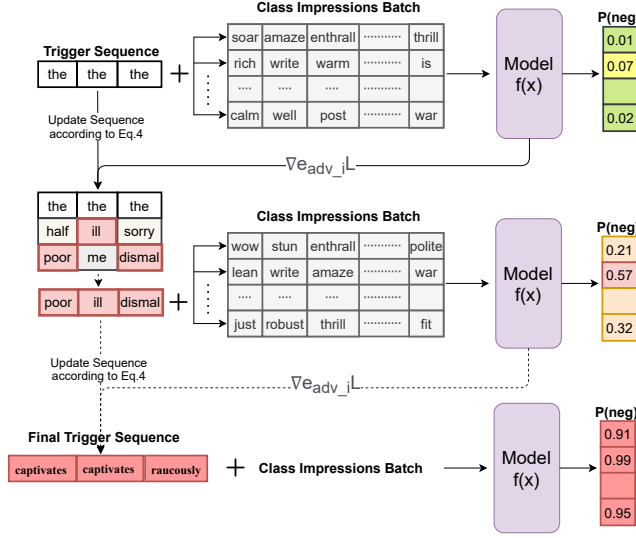 Class Impressions Batch
P(neg)
Trigger Sequence
the the the
+
soar amaze enthrall ........... thrill
rich write warm ........... is
.... .... .... ...........
calm well post ........... war
Model
f(x)
0.01
0.07
0.02
Update Sequence
according to Eq.4
∇e_adv_i L
the the the
half ill sorry
poor me dismal
poor ill dismal
+
Class Impressions Batch
wow stun enthrall ........... polite
lean write amaze ........... war
.... .... .... ...........
just robust thrill ........... fit
Model
f(x)
P(neg)
0.21
0.57
0.32
Update Sequence
according to Eq.4
∇e_adv_i L
Final Trigger Sequence
captivates captivates raucously
+ Class Impressions Batch
Model
f(x)
P(neg)
0.91
0.99
0.95